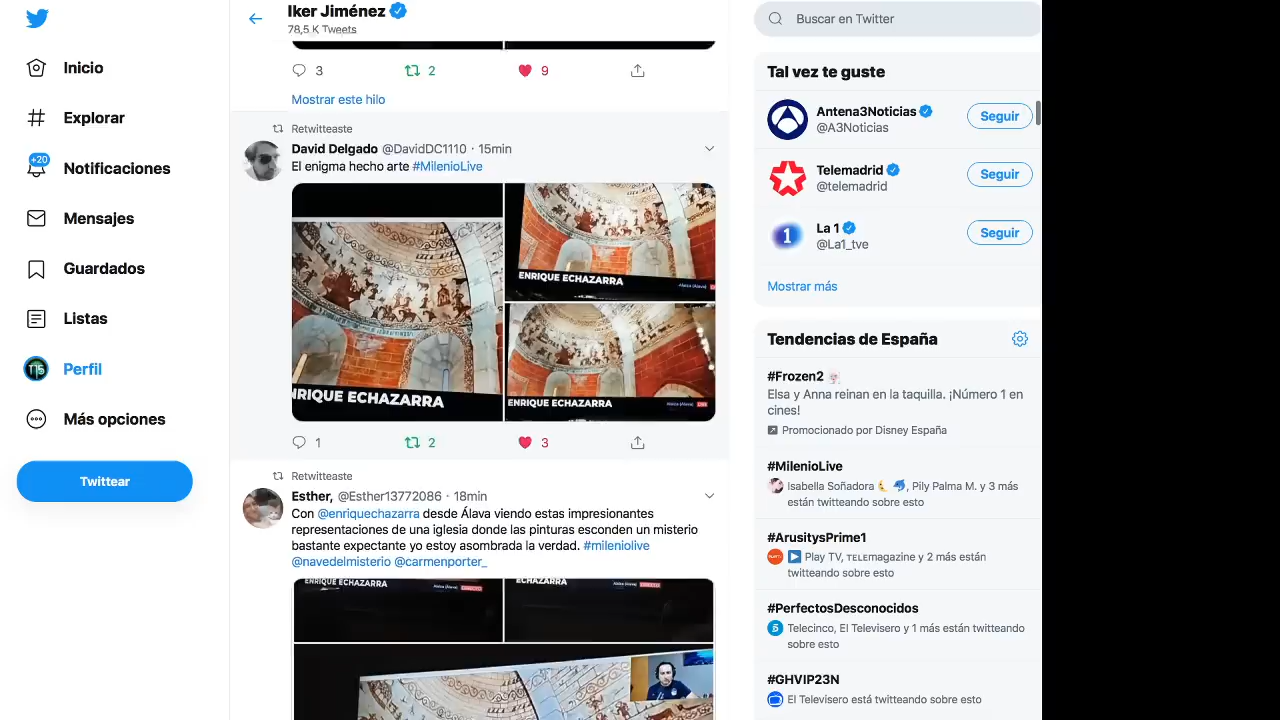 Inicio
Explorar
+20
Notificaciones
Mensajes
Guardados
Listas
Perfil
Más opciones
Twittear
Iker Jiménez
78,5 K Tweets
3
2
9
Mostrar este hilo
Retwitteaste
David Delgado @DavidDC1110 · 15min
El enigma hecho arte #MilenioLive
NRIQUE ECHAZARRA
ENRIQUE ECHAZARRA
ENRIQUE ECHAZARRA
Alaiza (Álava)
1
2
3
Retwitteaste
Esther, @Esther13772086 · 18min
Con @enriquechazarra desde Álava viendo estas impresionantes
representaciones de una iglesia donde las pinturas esconden un misterio
bastante expectante yo estoy asombrada la verdad. #mileniolive
@navedelmisterio @carmenporter_
ECHAZARRA
ECHAZARRA
Buscar en Twitter
Tal vez te guste
Antena3Noticias
@A3Noticias
Seguir
Telemadrid
@telemadrid
Seguir
1
La 1
@La1_tve
Seguir
Mostrar más
Tendencias de España
#Frozen2
Elsa y Anna reinan en la taquilla. ¡Número 1 en
cines!
Promocionado por Disney España
#MilenioLive
Isabella Soñadora, Pily Palma M. y 3 más
están twitteando sobre esto
#ArusitysPrime1
Play TV, ᴛᴇʟᴇmagazine y 2 más están
twitteando sobre esto
#PerfectosDesconocidos
Telecinco, El Televisero y 1 más están twitteando
sobre esto
#GHVIP23N
El Televisero está twitteando sobre esto